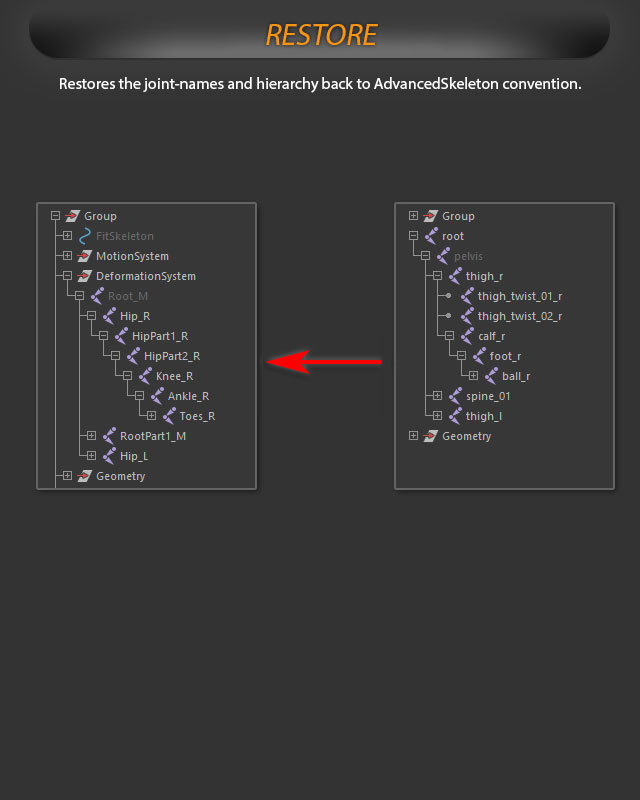 RESTORE
Restores the joint-names and hierarchy back to AdvancedSkeleton convention.
Group
FitSkeleton
MotionSystem
DeformationSystem
Root_M
Hip_R
HipPart1_R
HipPart2_R
Knee_R
Ankle_R
Toes_R
RootPart1_M
Hip_L
Geometry
Group
root
pelvis
thigh_r
thigh_twist_01_r
thigh_twist_02_r
calf_r
foot_r
ball_r
spine_01
thigh_l
Geometry